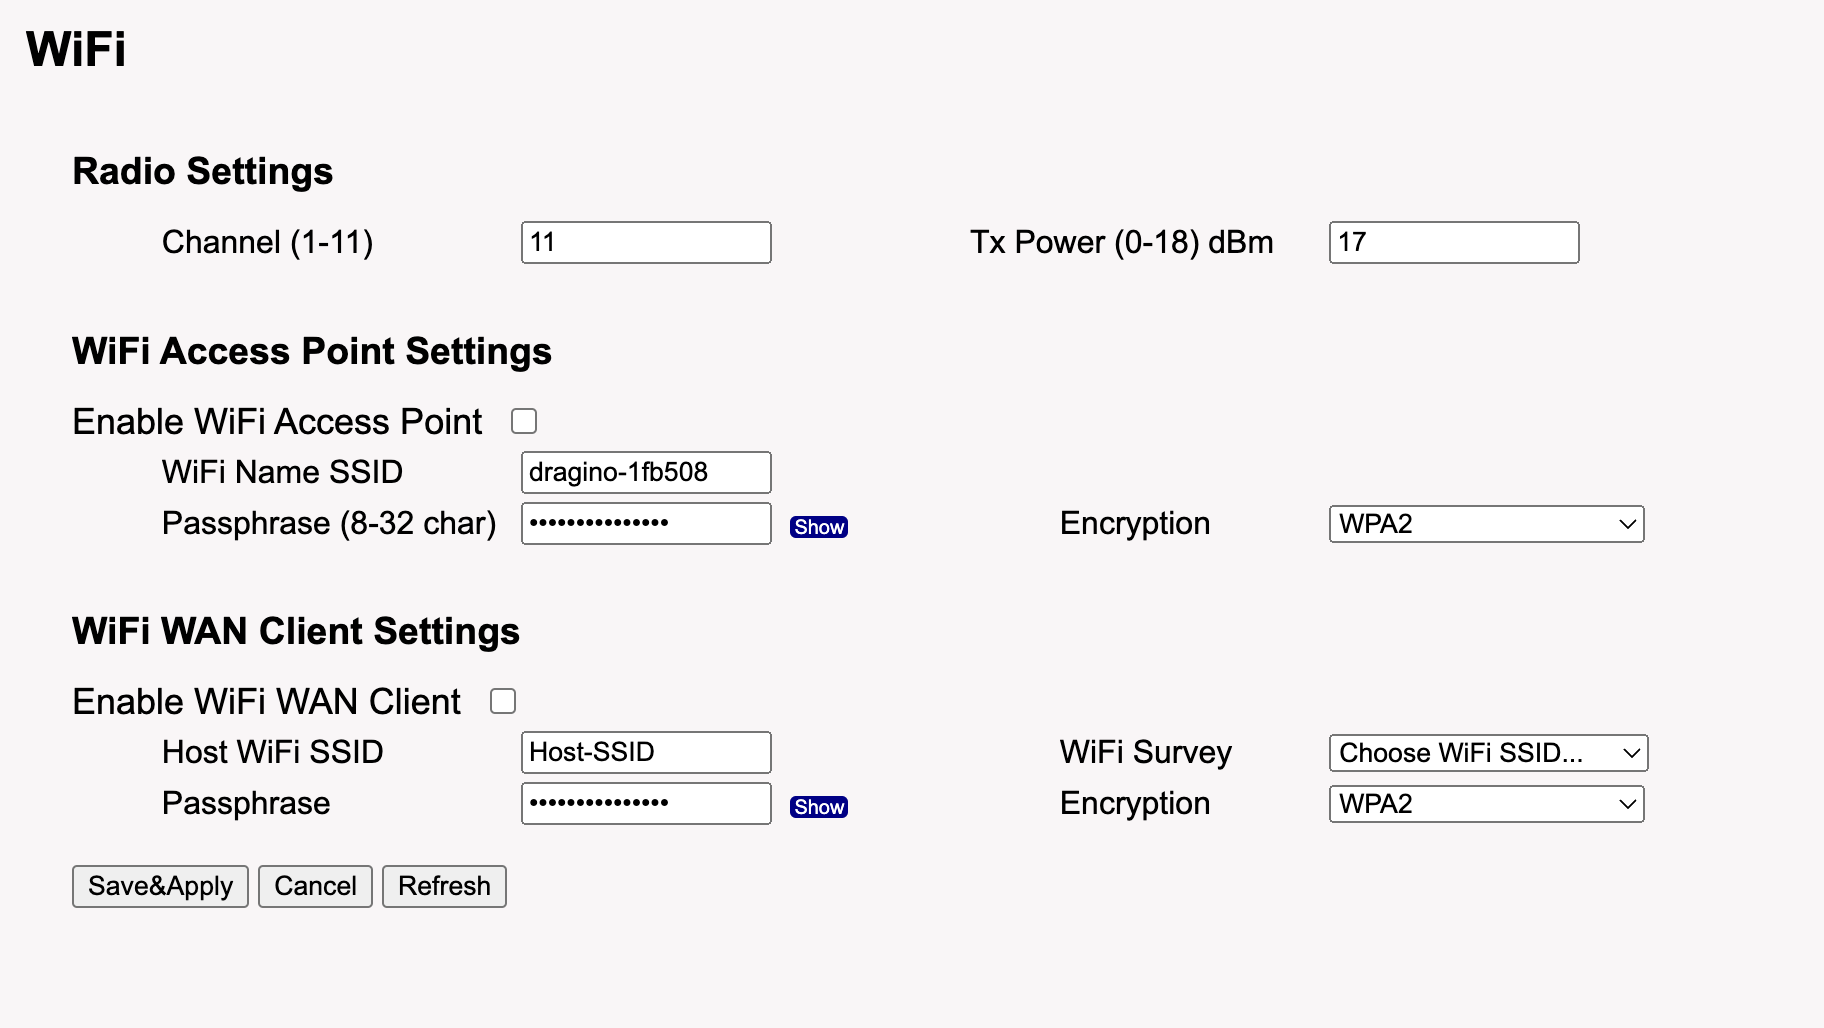 WiFi
Radio Settings
Channel (1-11) 11 Tx Power (0-18) dBm 17
WiFi Access Point Settings
Enable WiFi Access Point
WiFi Name SSID dragino-1fb508
Passphrase (8-32 char) ••••••••••••••• Show Encryption WPA2
WiFi WAN Client Settings
Enable WiFi WAN Client
Host WiFi SSID Host-SSID WiFi Survey Choose WiFi SSID...
Passphrase ••••••••••••••• Show Encryption WPA2
Save&Apply Cancel Refresh